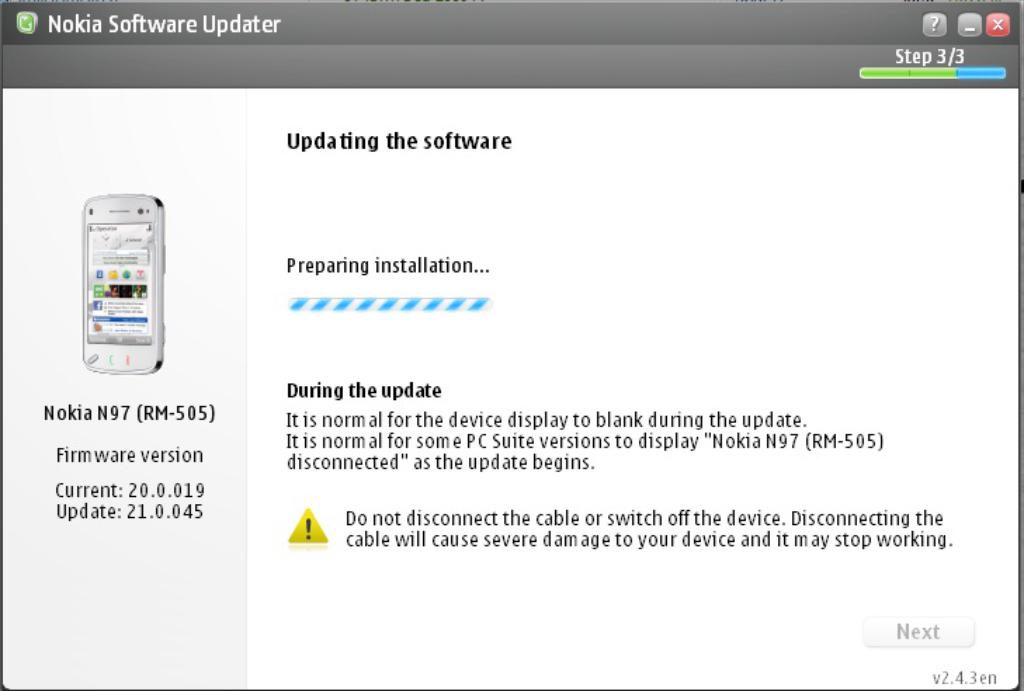 Nokia Software Updater
?
Step 3/3
Updating the software
Preparing installation...
Nokia N97 (RM-505)
Firmware version
Current: 20.0.019
Update: 21.0.045
During the update
It is normal for the device display to blank during the update.
It is normal for some PC Suite versions to display "Nokia N97 (RM-505)
disconnected" as the update begins.
Do not disconnect the cable or switch off the device. Disconnecting the
cable will cause severe damage to your device and it may stop working.
Next
v2.4.3en